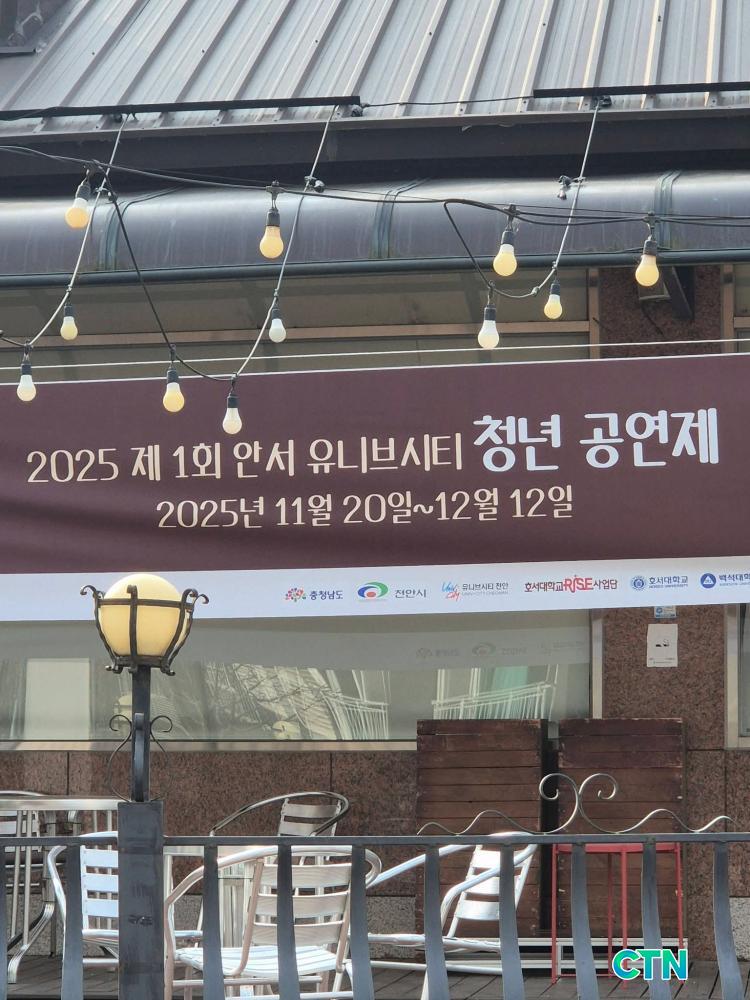 2025 제 1회 안서 유니브시티 청년 공연제
2025년 11월 20일~12월 12일
충청남도 천안시 Univ City 유니브시티 천안 호서대학교RISE사업단 호서대학교 백석대학
CTN